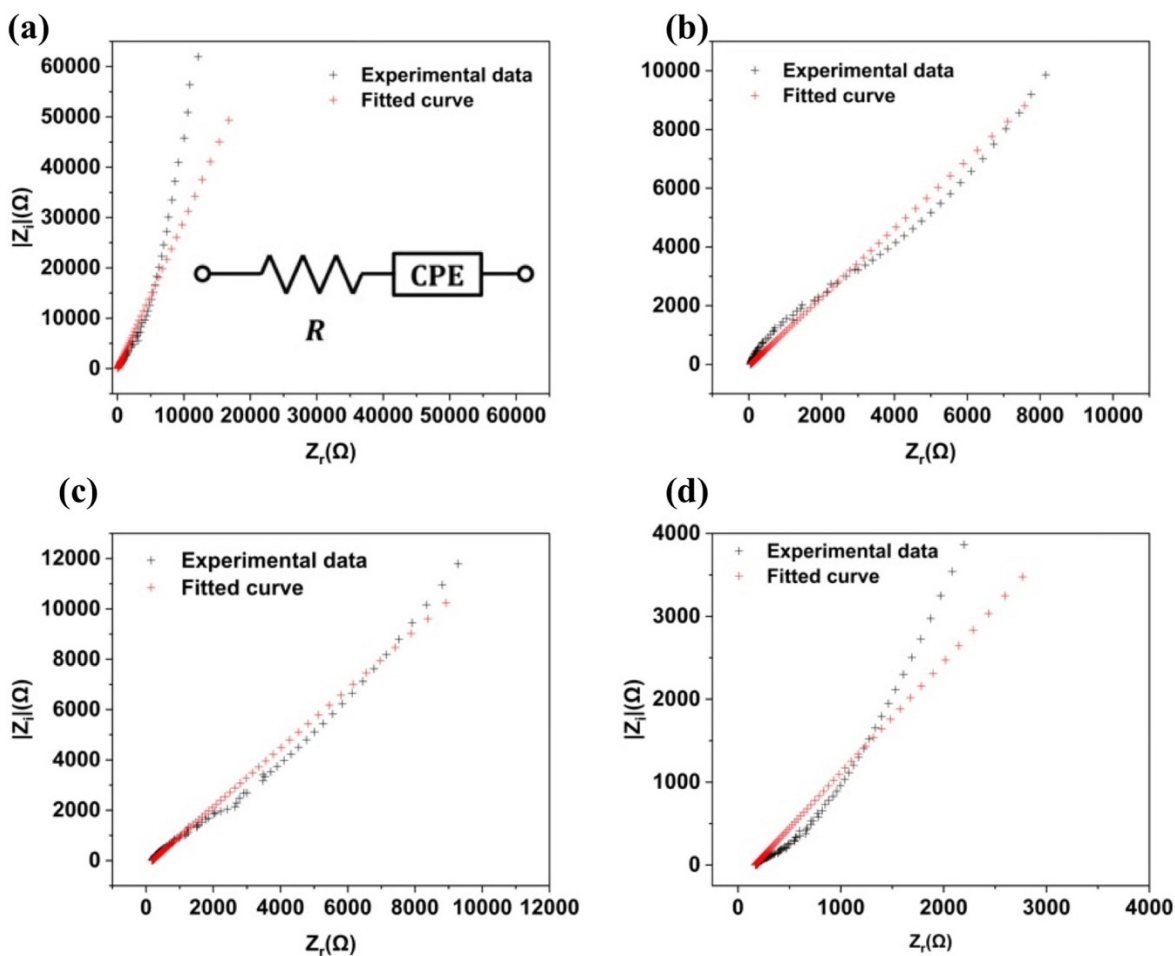 (a)
60000
50000
40000
30000
20000
10000
0
|Zᵢ|(Ω)
Experimental data
Fitted curve
CPE
R
0 10000 20000 30000 40000 50000 60000
Zᵣ(Ω)
(b)
10000
8000
6000
4000
2000
0
|Zᵢ|(Ω)
Experimental data
Fitted curve
0 2000 4000 6000 8000 10000
Zᵣ(Ω)
(c)
12000
10000
8000
6000
4000
2000
0
|Zᵢ|(Ω)
Experimental data
Fitted curve
0 2000 4000 6000 8000 10000 12000
Zᵣ(Ω)
(d)
4000
3000
2000
1000
0
|Zᵢ|(Ω)
Experimental data
Fitted curve
0 1000 2000 3000 4000
Zᵣ(Ω)